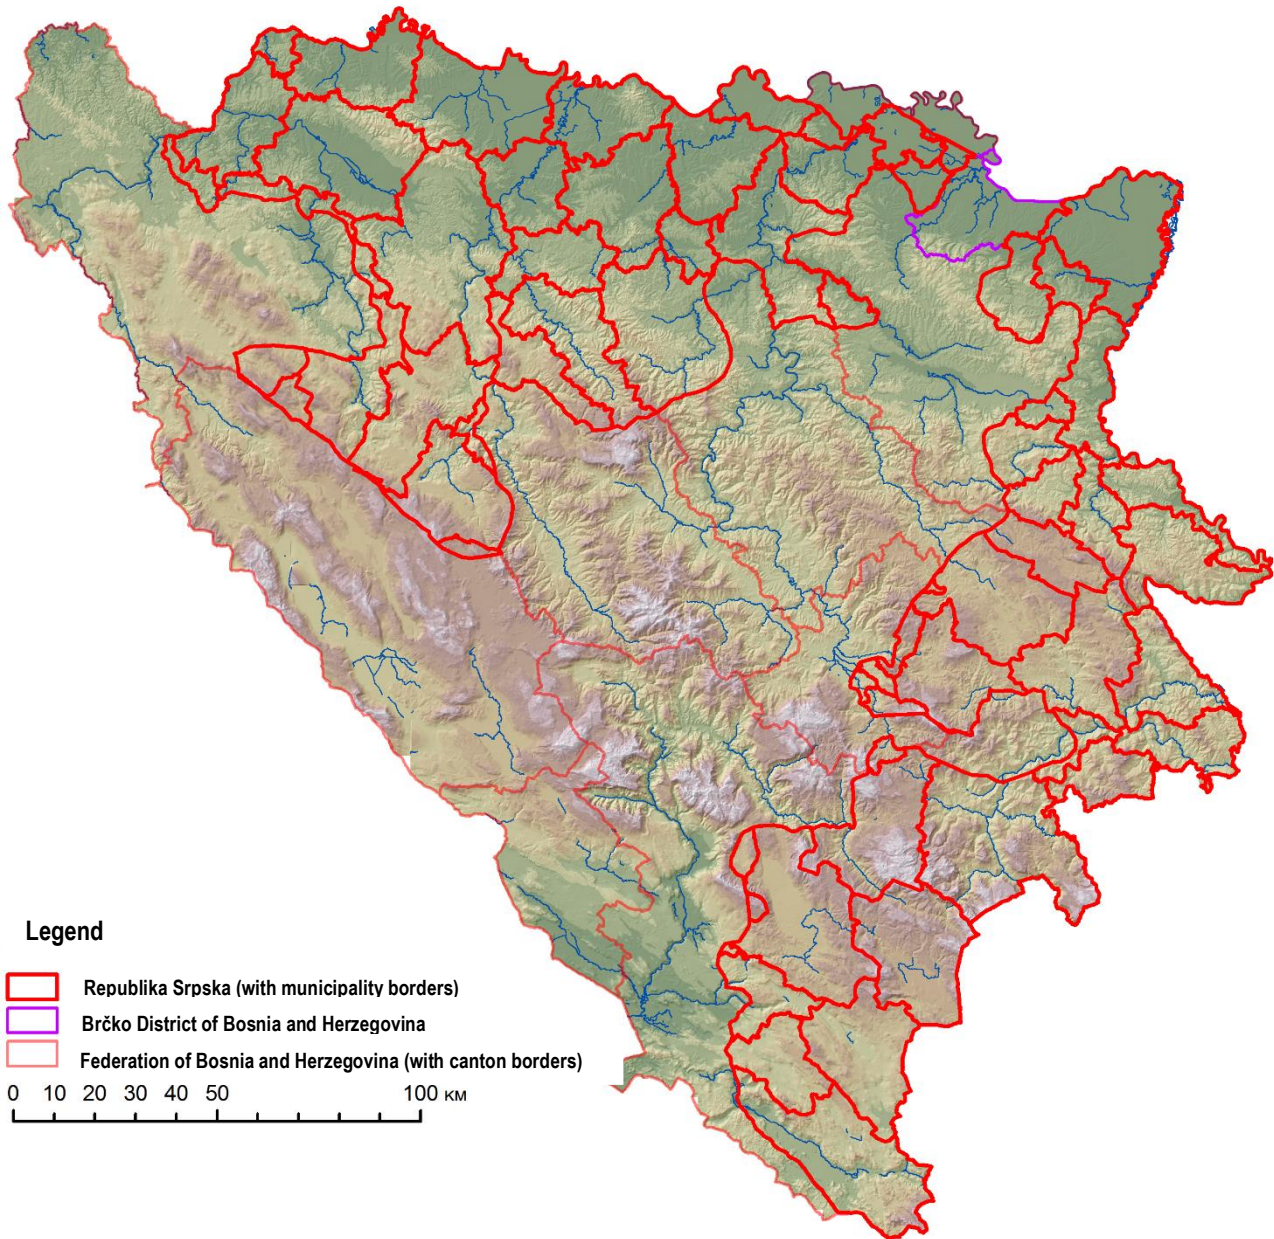 Legend
Republika Srpska (with municipality borders)
Brčko District of Bosnia and Herzegovina
Federation of Bosnia and Herzegovina (with canton borders)
0 10 20 30 40 50 100 км